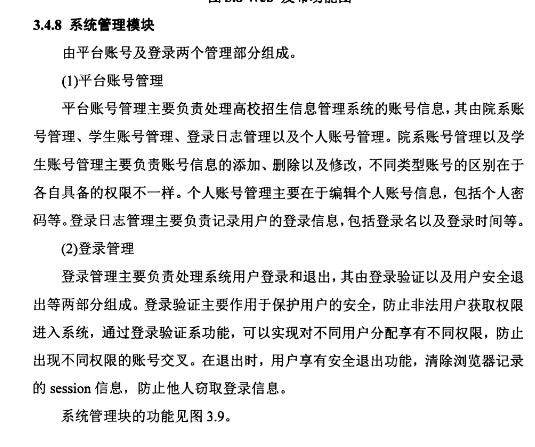 3.4.8 系统管理模块
由平台账号及登录两个管理部分组成。
(1)平台账号管理
平台账号管理主要负责处理高校招生信息管理系统的账号信息，其由院系账
号管理、学生账号管理、登录日志管理以及个人账号管理。院系账号管理以及学
生账号管理主要负责账号信息的添加、删除以及修改，不同类型账号的区别在于
各自具备的权限不一样。个人账号管理主要在于编辑个人账号信息，包括个人密
码等。登录日志管理主要负责记录用户的登录信息，包括登录名以及登录时间等。
(2)登录管理
登录管理主要负责处理系统用户登录和退出，其由登录验证以及用户安全退
出等两部分组成。登录验证主要作用于保护用户的安全，防止非法用户获取权限
进入系统，通过登录验证系功能，可以实现对不同用户分配享有不同权限，防止
出现不同权限的账号交叉。在退出时，用户享有安全退出功能，清除浏览器记录
的 session 信息，防止他人窃取登录信息。
系统管理块的功能见图 3.9。